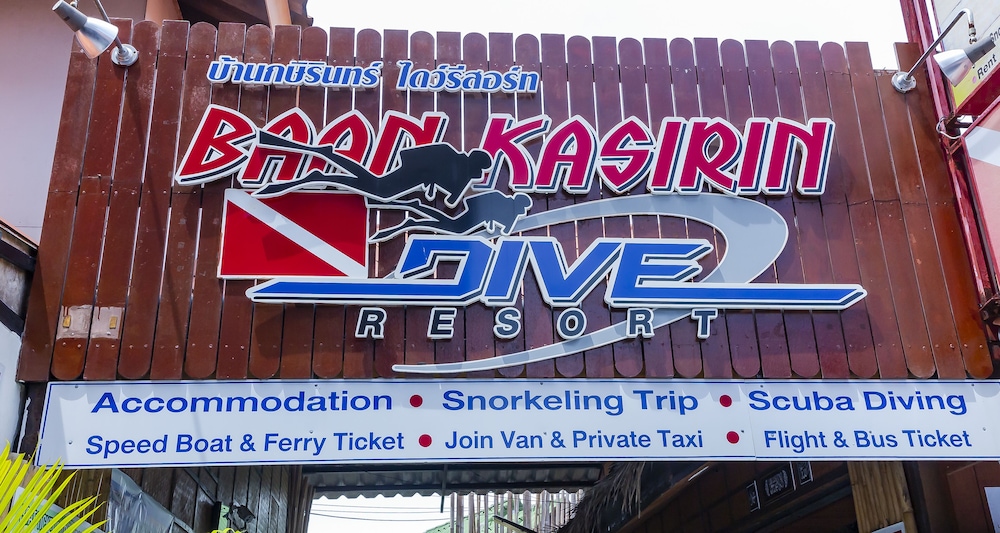 บ้านกษิรินทร์ ไดว์รีสอร์ท
BAAN KASIRIN
DIVE
RESORT
Accommodation • Snorkeling Trip • Scuba Diving
Speed Boat & Ferry Ticket • Join Van & Private Taxi • Flight & Bus Ticket
Rent